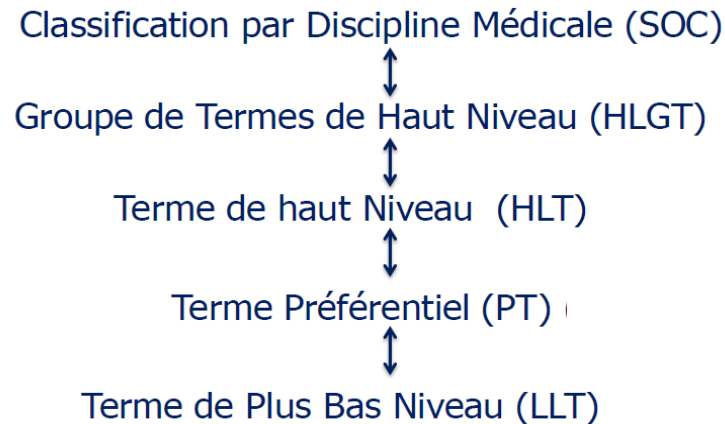 Classification par Discipline Médicale (SOC)
Groupe de Termes de Haut Niveau (HLGT)
Terme de haut Niveau (HLT)
Terme Préférentiel (PT) (
Terme de Plus Bas Niveau (LLT)